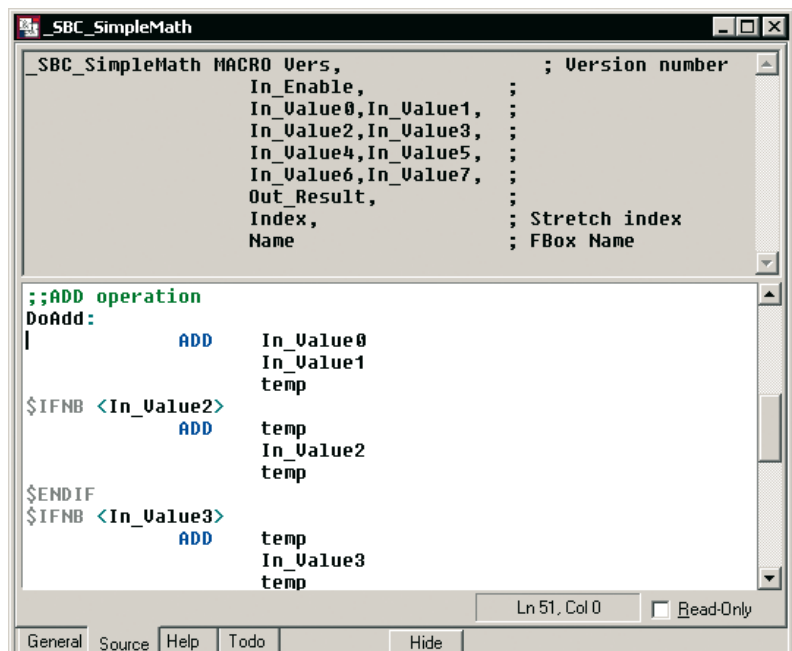 _SBC_SimpleMath
_SBC_SimpleMath MACRO Vers, ; Version number
In_Enable, ;
In_Value0,In_Value1, ;
In_Value2,In_Value3, ;
In_Value4,In_Value5, ;
In_Value6,In_Value7, ;
Out_Result, ;
Index, ; Stretch index
Name ; FBox Name
;;ADD operation
DoAdd:
ADD In_Value0
In_Value1
temp
$IFNB <In_Value2>
ADD temp
In_Value2
temp
$ENDIF
$IFNB <In_Value3>
ADD temp
In_Value3
temp
Ln 51, Col 0 Read-Only
General Source Help Todo Hide